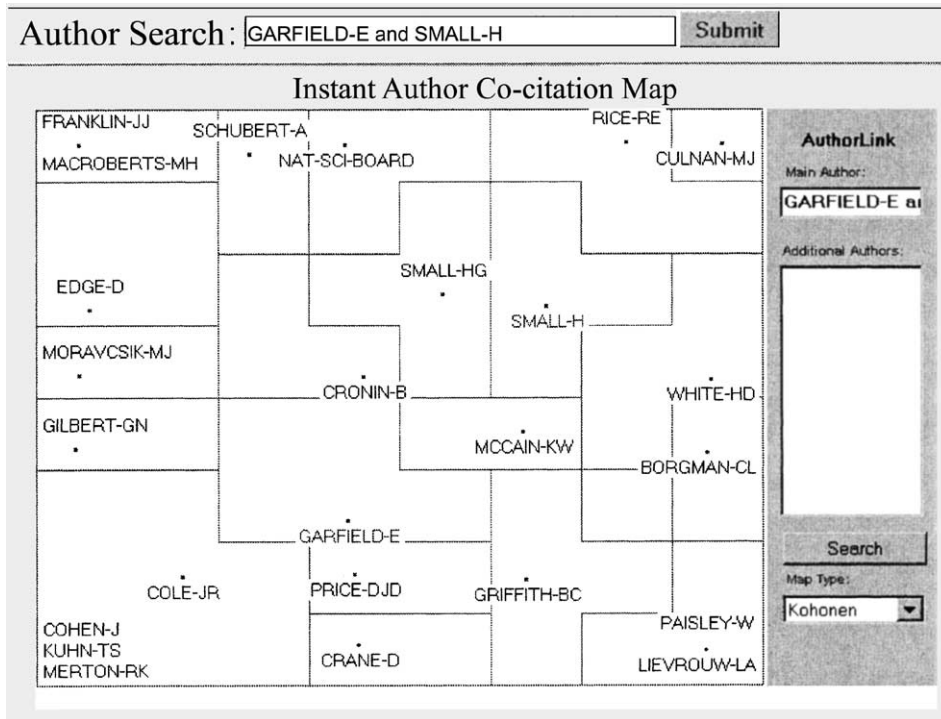 Author Search: GARFIELD-E and SMALL-H Submit
Instant Author Co-citation Map
FRANKLIN-JJ
MACROBERTS-MH
SCHUBERT-A
NAT-SCI-BOARD
RICE-RE
CULNAN-MJ
EDGE-D
SMALL-HG
SMALL-H
MORAVCSIK-MJ
CRONIN-B
WHITE-HD
GILBERT-GN
MCCAIN-KW
BORGMAN-CL
GARFIELD-E
COLE-JR
PRICE-DJD
GRIFFITH-BC
COHEN-J
KUHN-TS
MERTON-RK
CRANE-D
PAISLEY-W
LIEVROUW-LA
AuthorLink
Main Author:
GARFIELD-E
Additional Authors:
Search
Map Type:
Kohonen